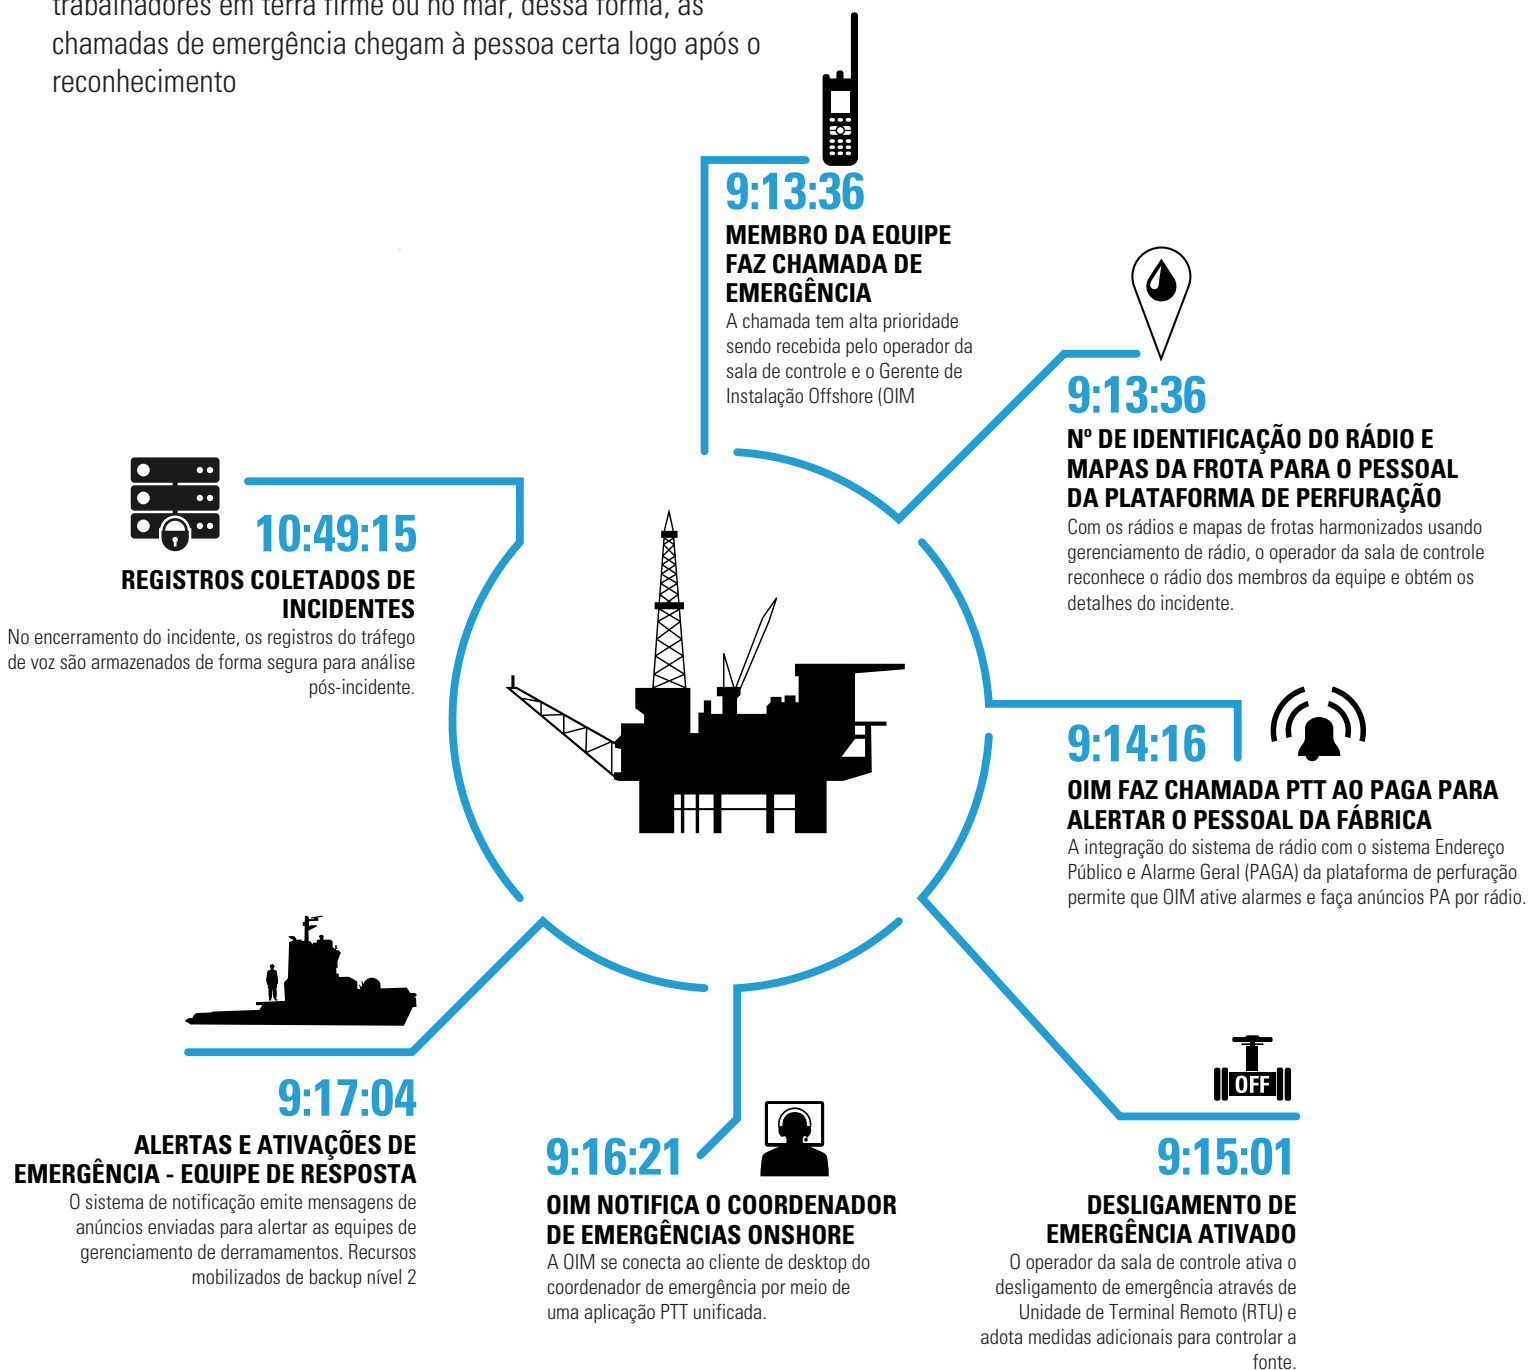 trabalhadores em terra firme ou no mar, dessa forma, as
chamadas de emergência chegam à pessoa certa logo após o
reconhecimento
9:13:36
MEMBRO DA EQUIPE
FAZ CHAMADA DE
EMERGÊNCIA
A chamada tem alta prioridade
sendo recebida pelo operador da
sala de controle e o Gerente de
Instalação Offshore (OIM
9:13:36
Nº DE IDENTIFICAÇÃO DO RÁDIO E
MAPAS DA FROTA PARA O PESSOAL
DA PLATAFORMA DE PERFURAÇÃO
Com os rádios e mapas de frotas harmonizados usando
gerenciamento de rádio, o operador da sala de controle
reconhece o rádio dos membros da equipe e obtém os
detalhes do incidente.
9:14:16
OIM FAZ CHAMADA PTT AO PAGA PARA
ALERTAR O PESSOAL DA FÁBRICA
A integração do sistema de rádio com o sistema Endereço
Público e Alarme Geral (PAGA) da plataforma de perfuração
permite que OIM ative alarmes e faça anúncios PA por rádio.
OFF
9:15:01
DESLIGAMENTO DE
EMERGÊNCIA ATIVADO
O operador da sala de controle ativa o
desligamento de emergência através de
Unidade de Terminal Remoto (RTU) e
adota medidas adicionais para controlar a
fonte.
9:16:21
OIM NOTIFICA O COORDENADOR
DE EMERGÊNCIAS ONSHORE
A OIM se conecta ao cliente de desktop do
coordenador de emergência por meio de
uma aplicação PTT unificada.
9:17:04
ALERTAS E ATIVAÇÕES DE
EMERGÊNCIA - EQUIPE DE RESPOSTA
O sistema de notificação emite mensagens de
anúncios enviadas para alertar as equipes de
gerenciamento de derramamentos. Recursos
mobilizados de backup nível 2
10:49:15
REGISTROS COLETADOS DE
INCIDENTES
No encerramento do incidente, os registros do tráfego
de voz são armazenados de forma segura para análise
pós-incidente.